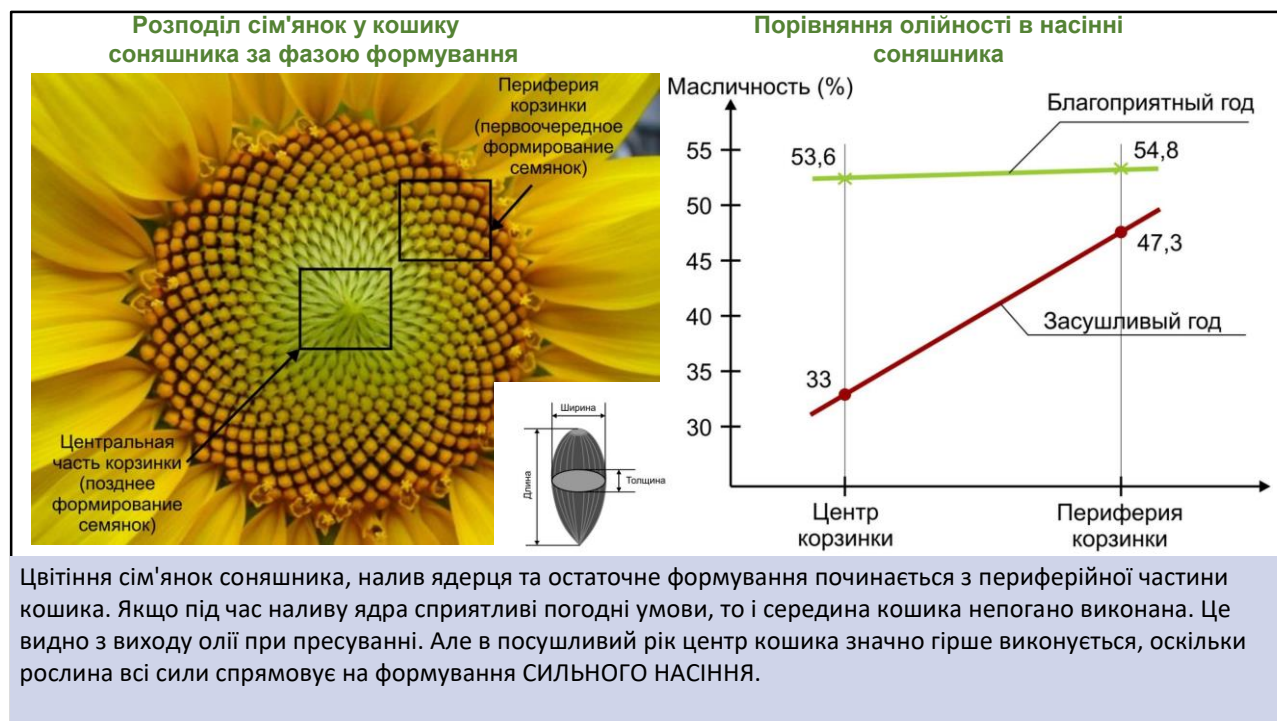 Розподіл сім'янок у кошику
соняшника за фазою формування
Периферия
корзинки
(первоочередное
формирование
семянок)
Центральная
часть корзинки
(позднее
формирование
семянок)
Ширина
Длина
Толщина
Порівняння олійності в насінні
соняшника
Масличность (%)
Благоприятный год
55
53,6
54,8
50
47,3
45
40
Засушливый год
35
33
30
Центр
корзинки
Периферия
корзинки
Цвітіння сім'янок соняшника, налив ядерця та остаточне формування починається з периферійної частини
кошика. Якщо під час наливу ядра сприятливі погодні умови, то і середина кошика непогано виконана. Це
видно з виходу олії при пресуванні. Але в посушливий рік центр кошика значно гірше виконується, оскільки
рослина всі сили спрямовує на формування СИЛЬНОГО НАСІННЯ.